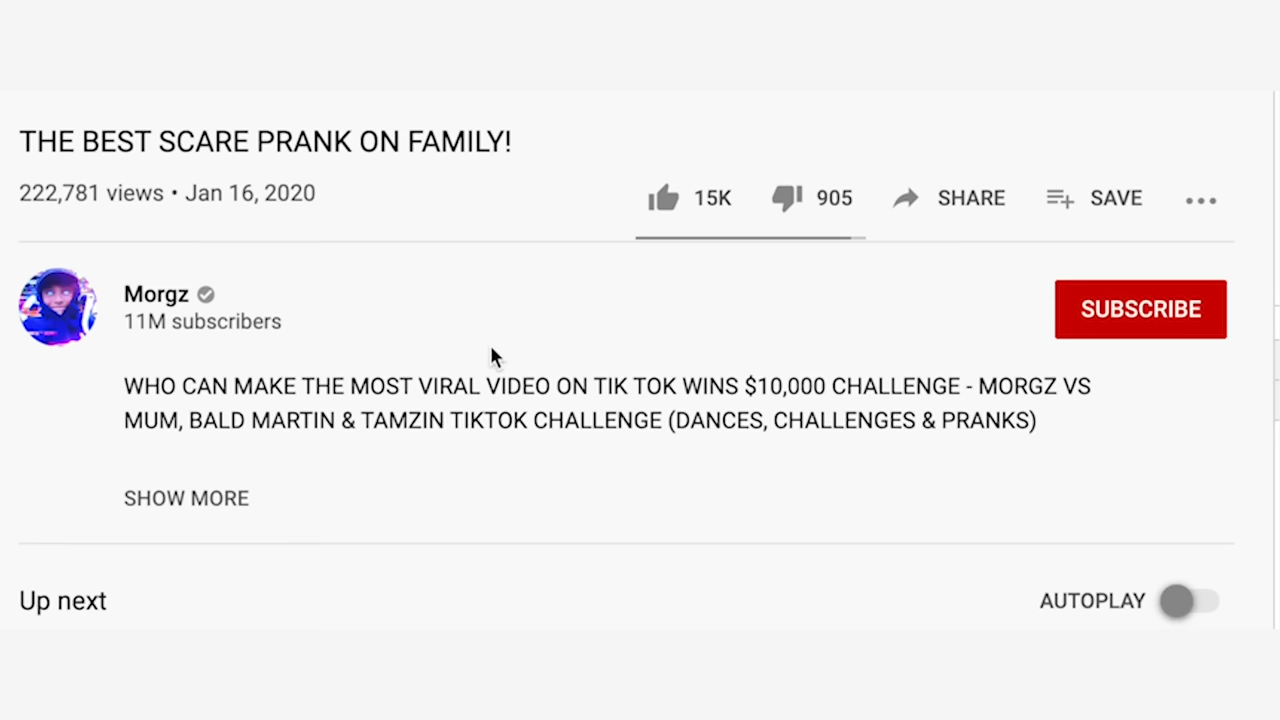 THE BEST SCARE PRANK ON FAMILY!
222,781 views • Jan 16, 2020
15K 905 SHARE SAVE
Morgz
11M subscribers
SUBSCRIBE
WHO CAN MAKE THE MOST VIRAL VIDEO ON TIK TOK WINS $10,000 CHALLENGE - MORGZ VS
MUM, BALD MARTIN & TAMZIN TIKTOK CHALLENGE (DANCES, CHALLENGES & PRANKS)
SHOW MORE
Up next
AUTOPLAY